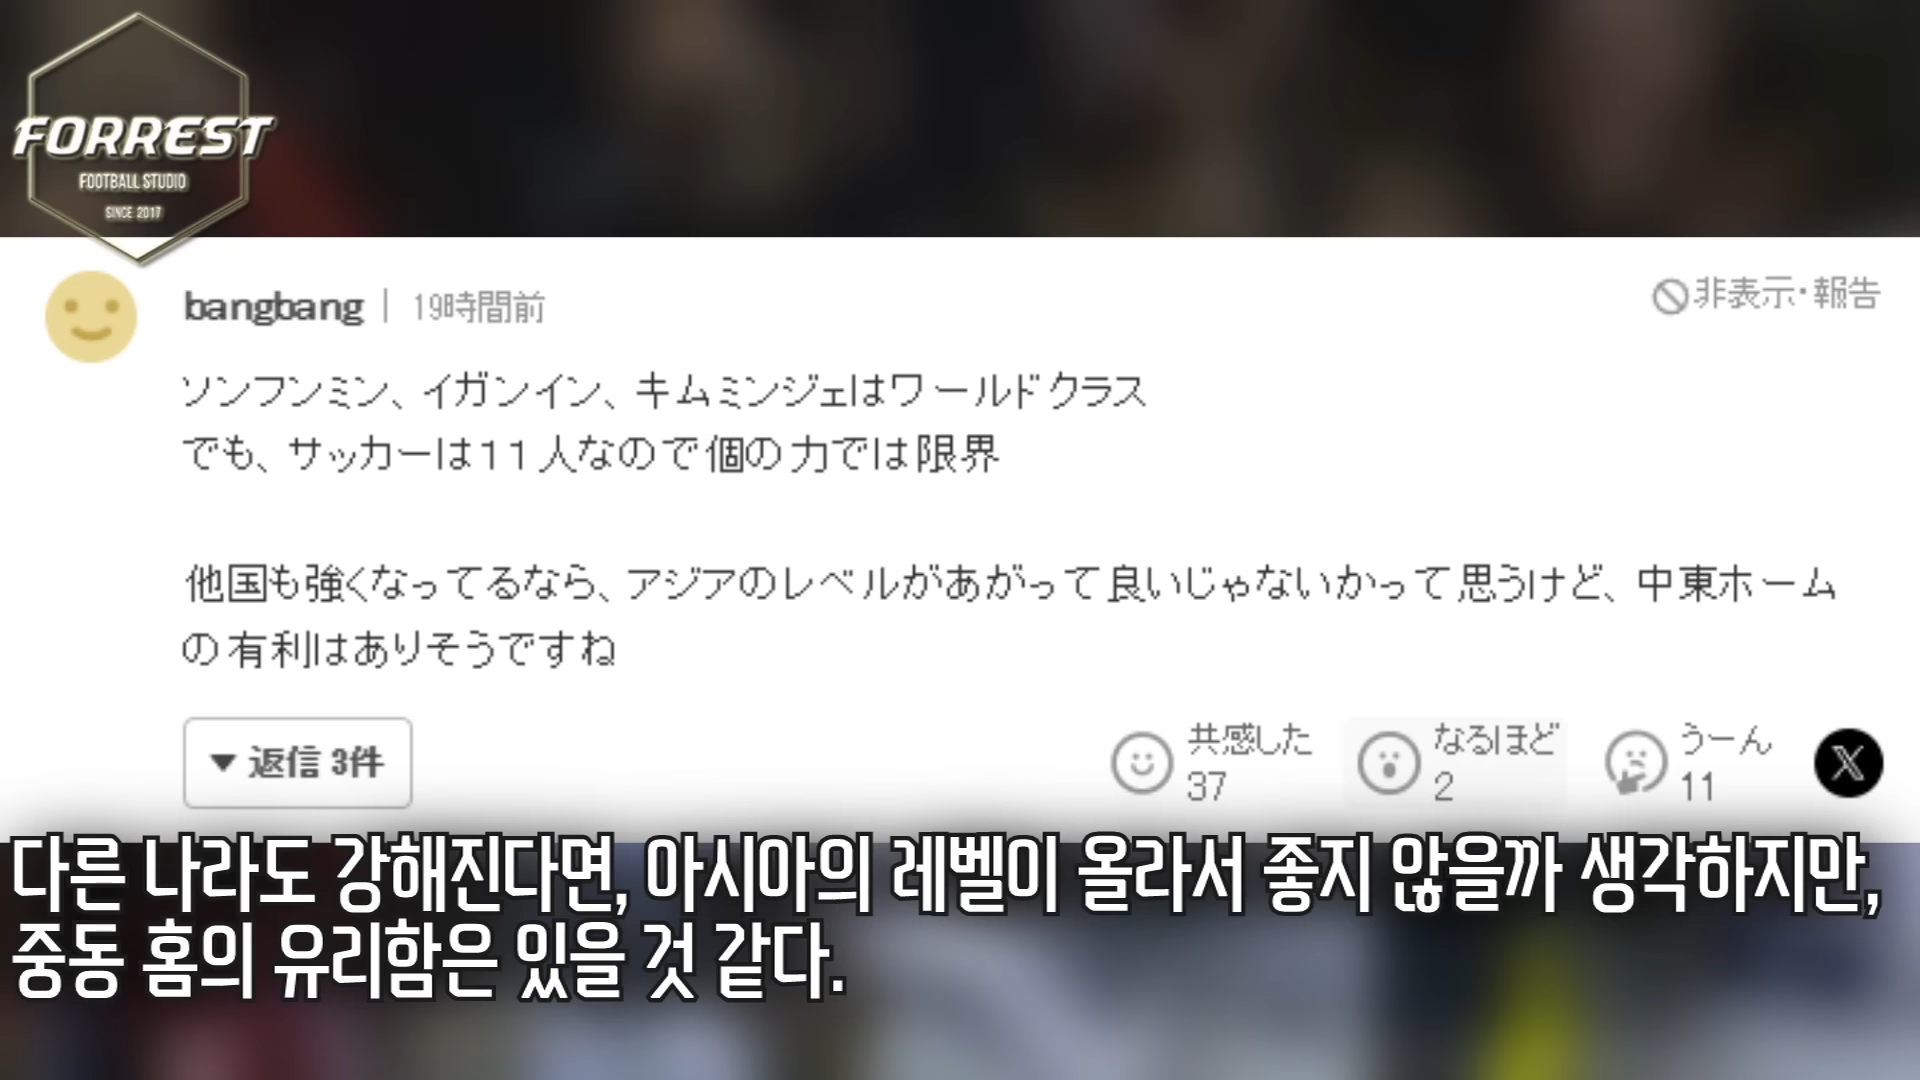 FORREST
FOOTBALL STUDIO
SINCE 2017
bangbang | 19時間前
非表示・報告
ソンフンミン、イガンイン、キムミンジェはワールドクラス
でも、サッカーは11人なので個の力では限界
他国も強くなってるなら、アジアのレベルがあがって良いじゃないかって思うけど、中東ホーム
の有利はありそうですね
▼ 返信 3件
共感した
37
なるほど
2
うーん
11
X
다른 나라도 강해진다면, 아시아의 레벨이 올라서 좋지 않을까 생각하지만,
중동 홈의 유리함은 있을 것 같다.